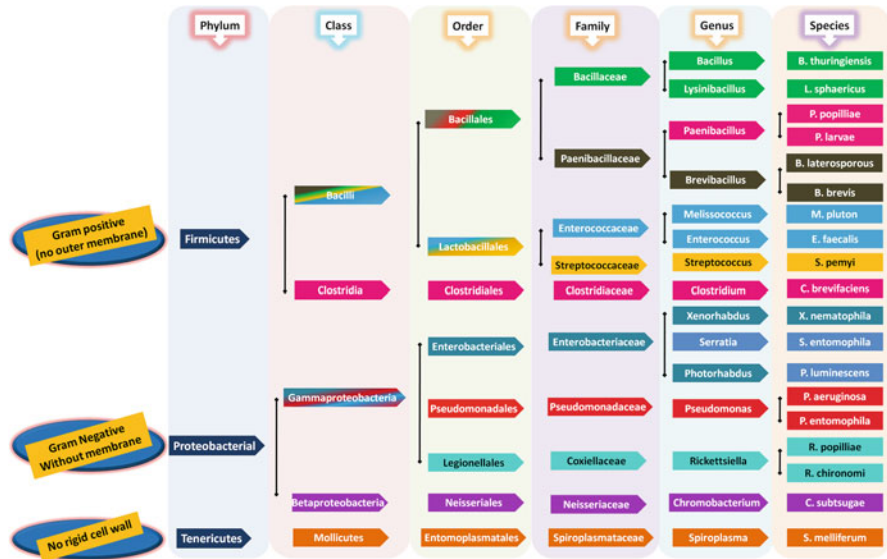 Phylum
Class
Order
Family
Genus
Species
Gram positive
(no outer membrane)
Firmicutes
Bacilli
Clostridia
Bacillales
Lactobacillales
Clostridiales
Bacillaceae
Paenibacillaceae
Enterococcaceae
Streptococcaceae
Clostridiaceae
Bacillus
Lysinibacillus
Paenibacillus
Brevibacillus
Melissococcus
Enterococcus
Streptococcus
Clostridium
B. thuringiensis
L. sphaericus
P. popilliae
P. larvae
B. laterosporous
B. brevis
M. pluton
E. faecalis
S. pemyi
C. brevifaciens
Gram Negative
Without membrane
Proteobacterial
Gammaproteobacteria
Betaproteobacteria
Enterobacteriales
Pseudomonadales
Legionellales
Neisseriales
Enterobacteriaceae
Pseudomonadaceae
Coxiellaceae
Neisseriaceae
Xenorhabdus
Serratia
Photorhabdus
Pseudomonas
Rickettsiella
Chromobacterium
X. nematophila
S. entomophila
P. luminescens
P. aeruginosa
P. entomophila
R. popilliae
R. chironomi
C. subtsugae
No rigid cell wall
Tenericutes
Mollicutes
Entomoplasmatales
Spiroplasmataceae
Spiroplasma
S. melliferum